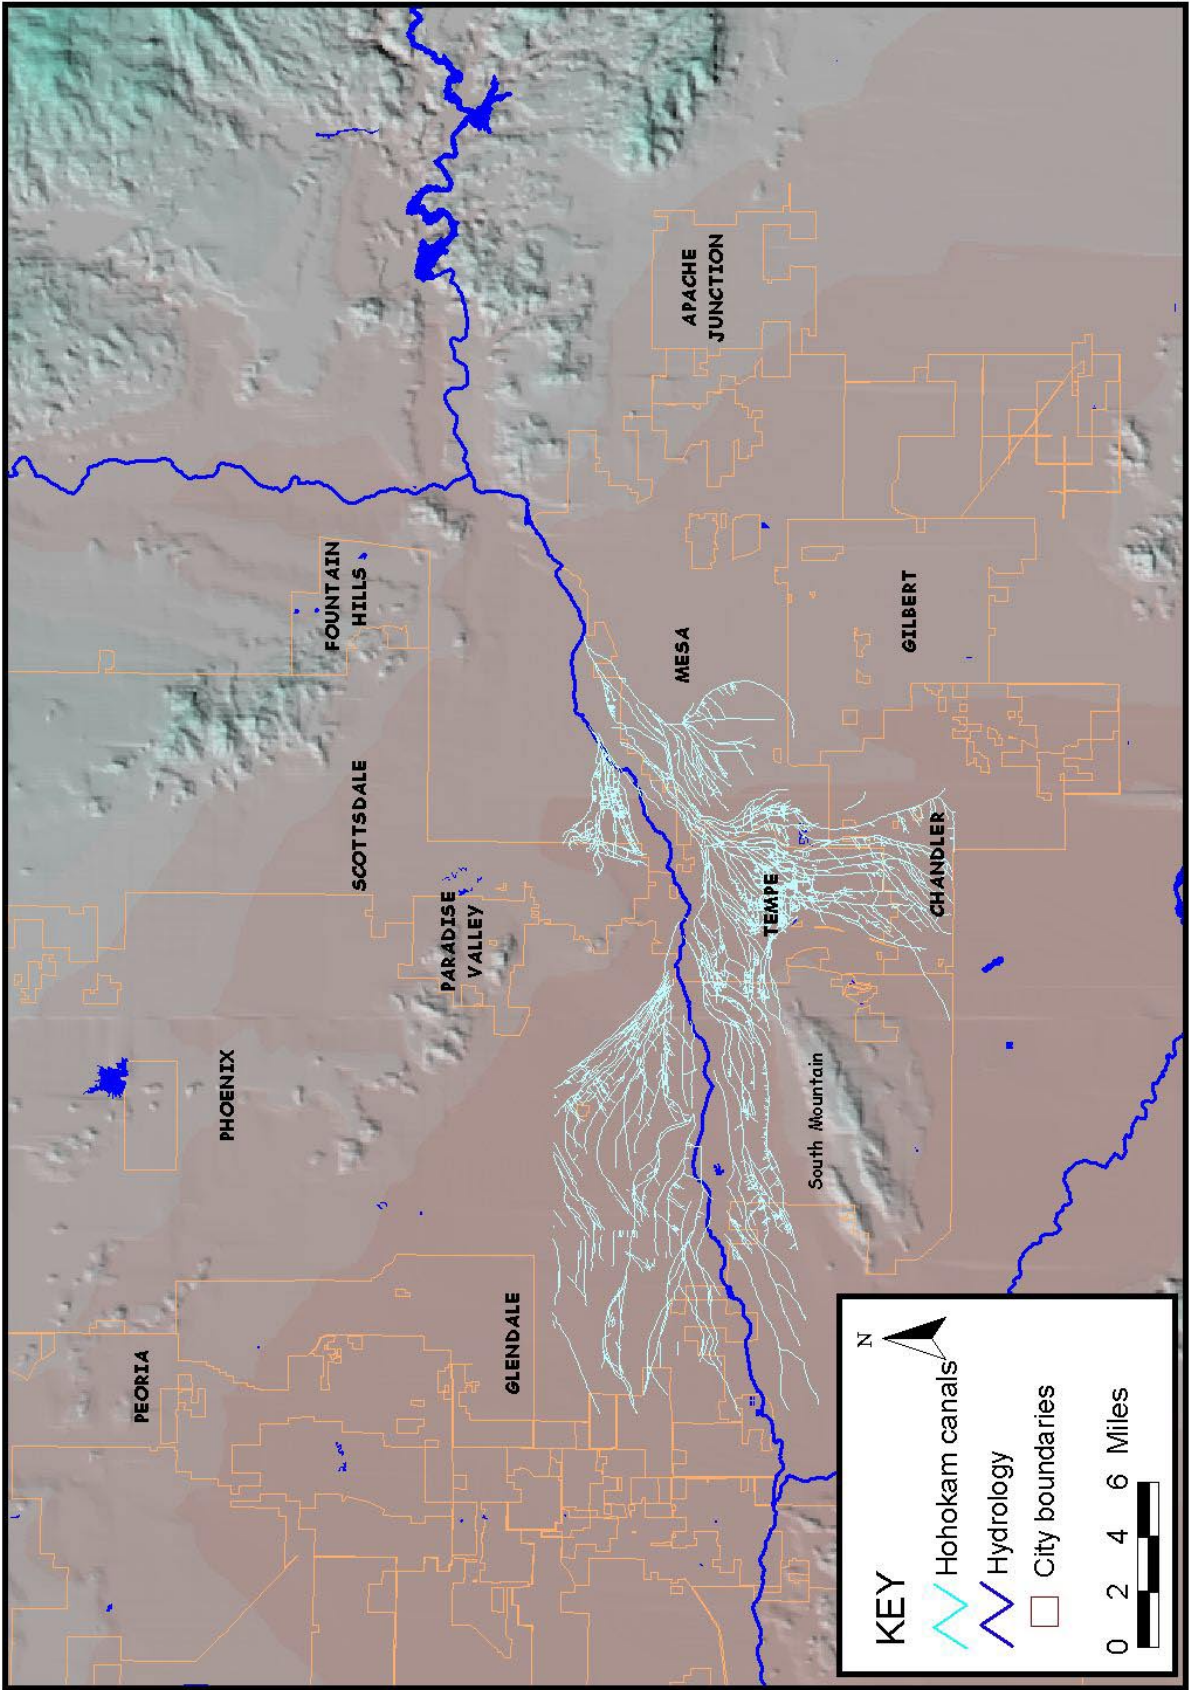 PEORIA
PHOENIX
SCOTTSDALE
FOUNTAIN
HILLS
PARADISE
VALLEY
GLENDALE
APACHE
JUNCTION
MESA
TEMPE
South Mountain
GILBERT
CHANDLER
KEY
N
Hohokam canals
Hydrology
City boundaries
0 2 4 6 Miles